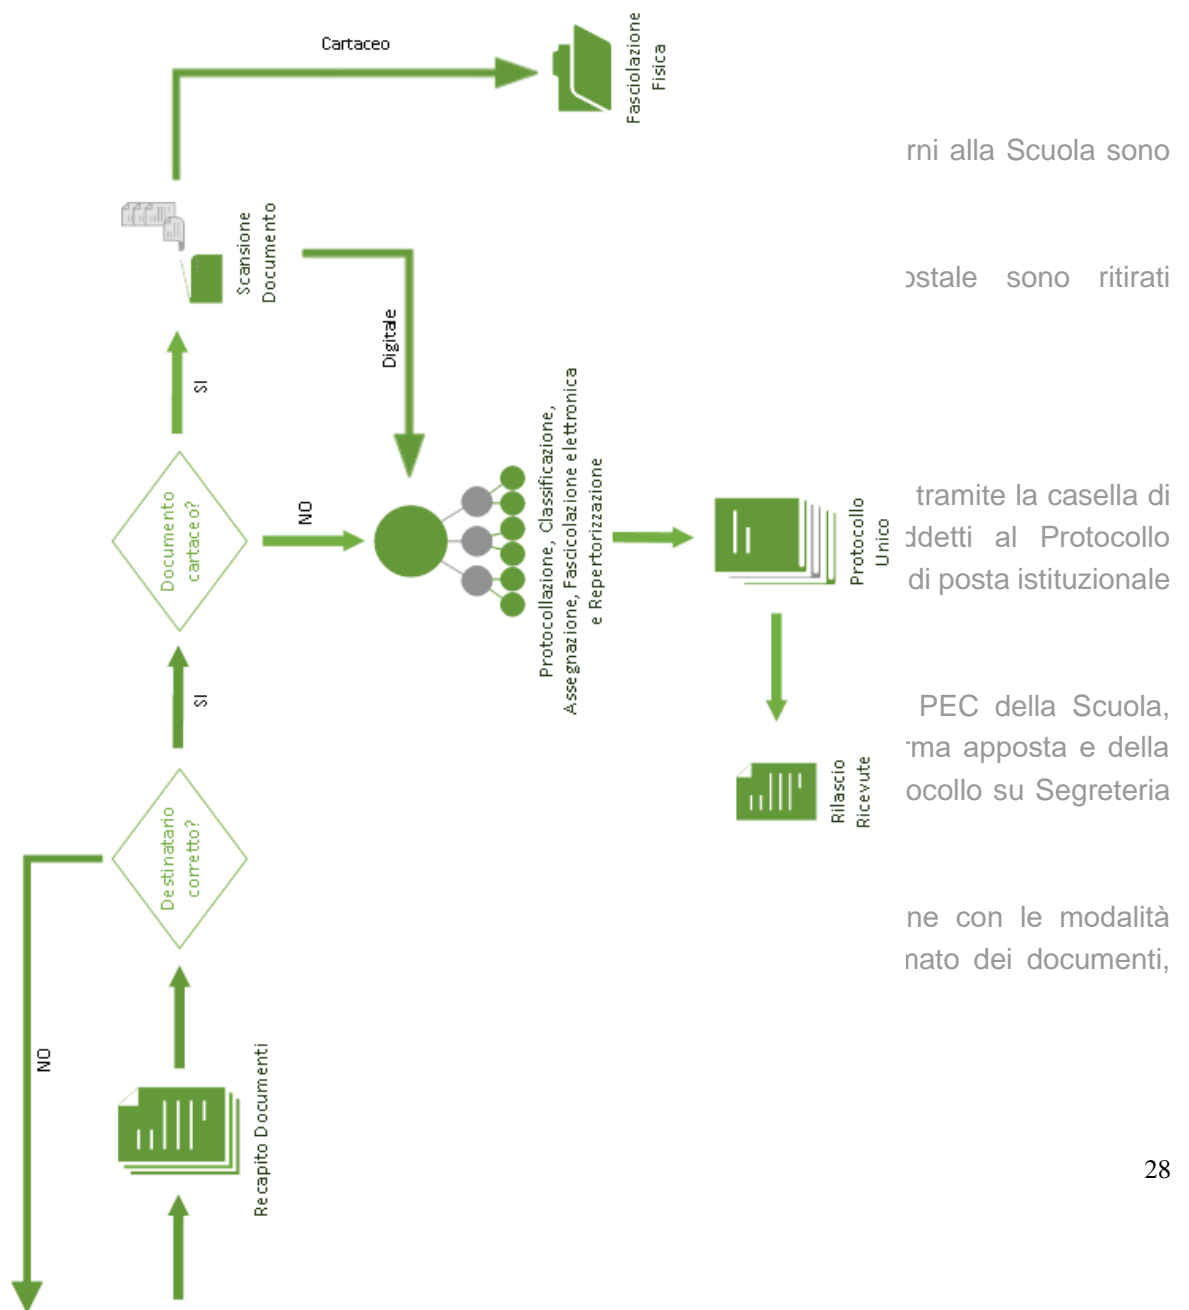 Cartaceo
Fasciolazione
Fisica
rni alla Scuola sono
Scansione
Documento
ostale sono ritirati
Digitale
SI
Documento
cartaceo?
NO
Protocollazione, Classificazione,
Assegnazione, Fascicolazione elettronica
e Repertorizzazione
tramite la casella di
ddetti al Protocollo
di posta istituzionale
Protocollo
Unico
SI
PEC della Scuola,
rma apposta e della
ocollo su Segreteria
Rilascio
Ricevute
Destinatario
corretto?
ne con le modalità
mato dei documenti,
NO
Recapito Documenti
28